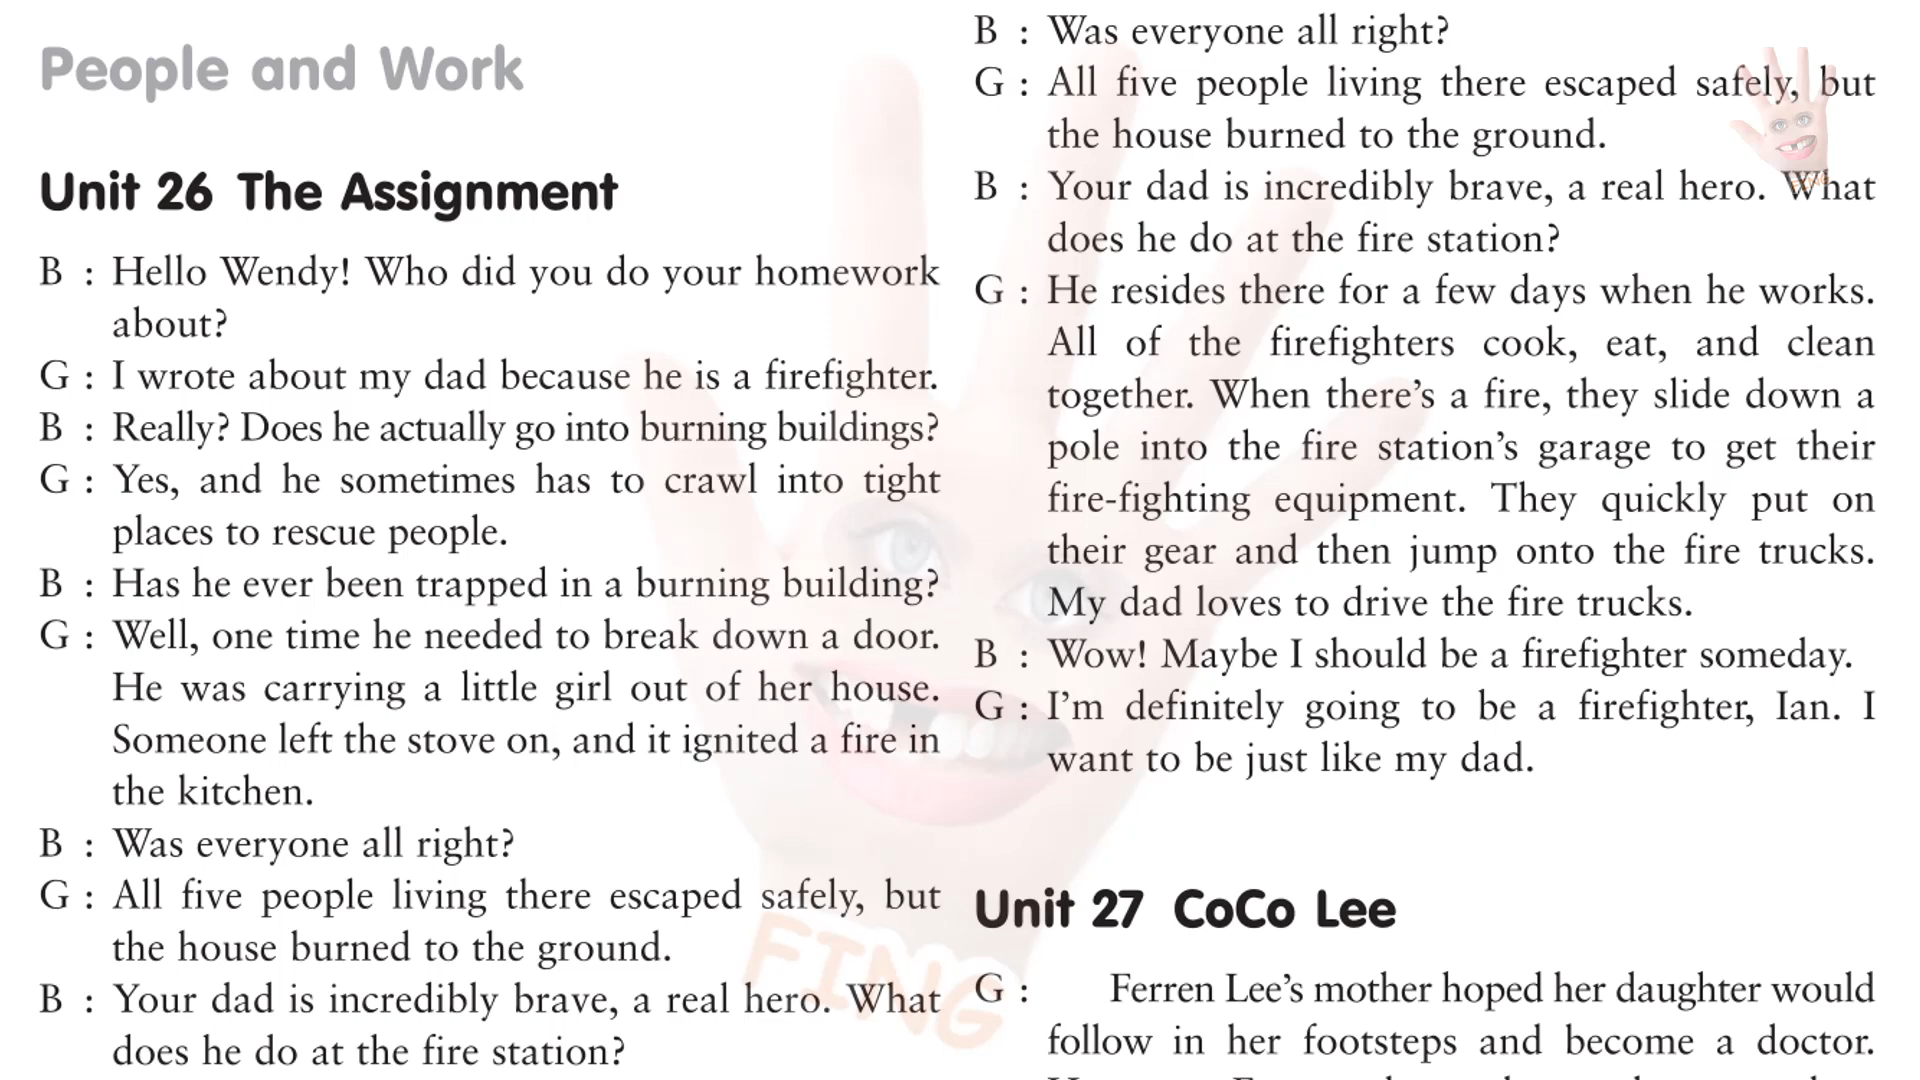 People and Work
Unit 26 The Assignment
B : Hello Wendy! Who did you do your homework
about?
G : I wrote about my dad because he is a firefighter.
B : Really? Does he actually go into burning buildings?
G : Yes, and he sometimes has to crawl into tight
places to rescue people.
B : Has he ever been trapped in a burning building?
G : Well, one time he needed to break down a door.
He was carrying a little girl out of her house.
Someone left the stove on, and it ignited a fire in
the kitchen.
B : Was everyone all right?
G : All five people living there escaped safely, but
the house burned to the ground.
B : Your dad is incredibly brave, a real hero. What
does he do at the fire station?
B : Was everyone all right?
G : All five people living there escaped safely, but
the house burned to the ground.
B : Your dad is incredibly brave, a real hero. What
does he do at the fire station?
G : He resides there for a few days when he works.
All of the firefighters cook, eat, and clean
together. When there's a fire, they slide down a
pole into the fire station's garage to get their
fire-fighting equipment. They quickly put on
their gear and then jump onto the fire trucks.
My dad loves to drive the fire trucks.
B : Wow! Maybe I should be a firefighter someday.
G : I'm definitely going to be a firefighter, Ian. I
want to be just like my dad.
Unit 27 CoCo Lee
G : Ferren Lee's mother hoped her daughter would
follow in her footsteps and become a doctor.
FING
FING